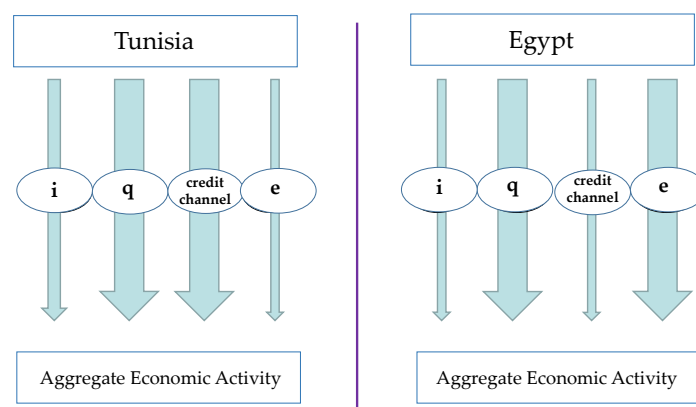 Tunisia
i
q
credit
channel
e
Aggregate Economic Activity
Egypt
i
q
credit
channel
e
Aggregate Economic Activity